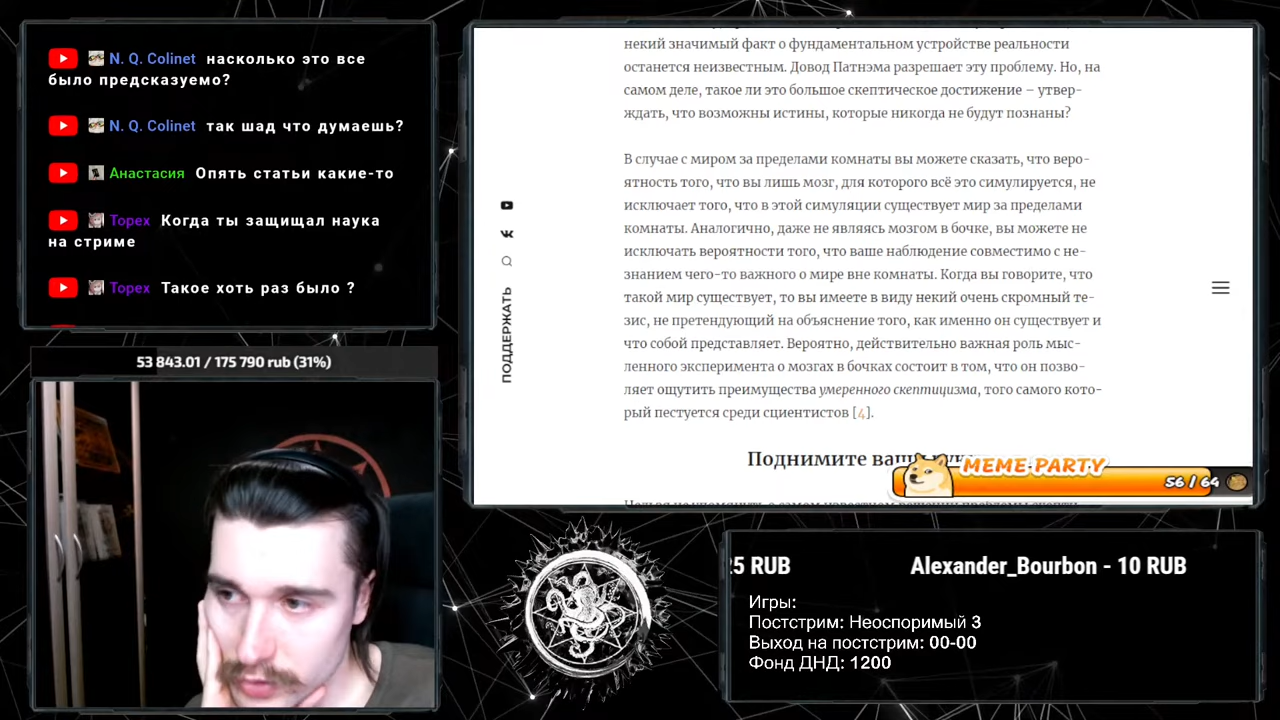 N. Q. Colinet насколько это все
было предсказуемо?
N. Q. Colinet так шад что думаешь?
Анастасия Опять статьи какие-то
Торех Когда ты защищал наука
на стриме
Торех Такое хоть раз было ?
53 843.01 / 175 790 rub (31%)
некий значимый факт о фундаментальном устройстве реальности
останется неизвестным. Довод Патнэма разрешает эту проблему. Но, на
самом деле, такое ли это большое скептическое достижение – утвер-
ждать, что возможны истины, которые никогда не будут познаны?
В случае с миром за пределами комнаты вы можете сказать, что веро-
ятность того, что вы лишь мозг, для которого всё это симулируется, не
исключает того, что в этой симуляции существует мир за пределами
комнаты. Аналогично, даже не являясь мозгом в бочке, вы можете не
исключать вероятности того, что ваше наблюдение совместимо с не-
знанием чего-то важного о мире вне комнаты. Когда вы говорите, что
такой мир существует, то вы имеете в виду некий очень скромный те-
зис, не претендующий на объяснение того, как именно он существует и
что собой представляет. Вероятно, действительно важная роль мыс-
ленного эксперимента о мозгах в бочках состоит в том, что он позво-
ляет ощутить преимущества умеренного скептицизма, того самого кото-
рый пестуется среди сциентистов [4].
Поднимите
ПОДДЕРЖАТЬ
MEME PARTY
56 / 64
25 RUB
Alexander_Bourbon - 10 RUB
Игры:
Постстрим: Неоспоримый 3
Выход на постстрим: 00-00
Фонд ДНД: 1200